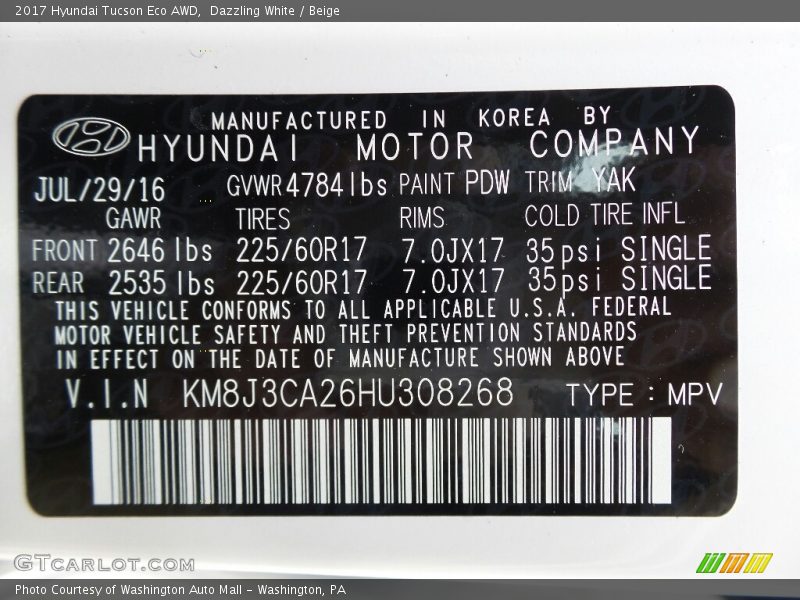 2017 Hyundai Tucson Eco AWD, Dazzling White / Beige
MANUFACTURED IN KOREA BY
HYUNDAI MOTOR COMPANY
JUL/29/16 GVWR 4784 lbs PAINT PDW TRIM YAK
GAWR TIRES RIMS COLD TIRE INFL
FRONT 2646 lbs 225/60R17 7.0JX17 35psi SINGLE
REAR 2535 lbs 225/60R17 7.0JX17 35psi SINGLE
THIS VEHICLE CONFORMS TO ALL APPLICABLE U.S.A. FEDERAL
MOTOR VEHICLE SAFETY AND THEFT PREVENTION STANDARDS
IN EFFECT ON THE DATE OF MANUFACTURE SHOWN ABOVE
V.I.N KM8J3CA26HU308268 TYPE : MPV
GTCARLOT.COM
Photo Courtesy of Washington Auto Mall - Washington, PA